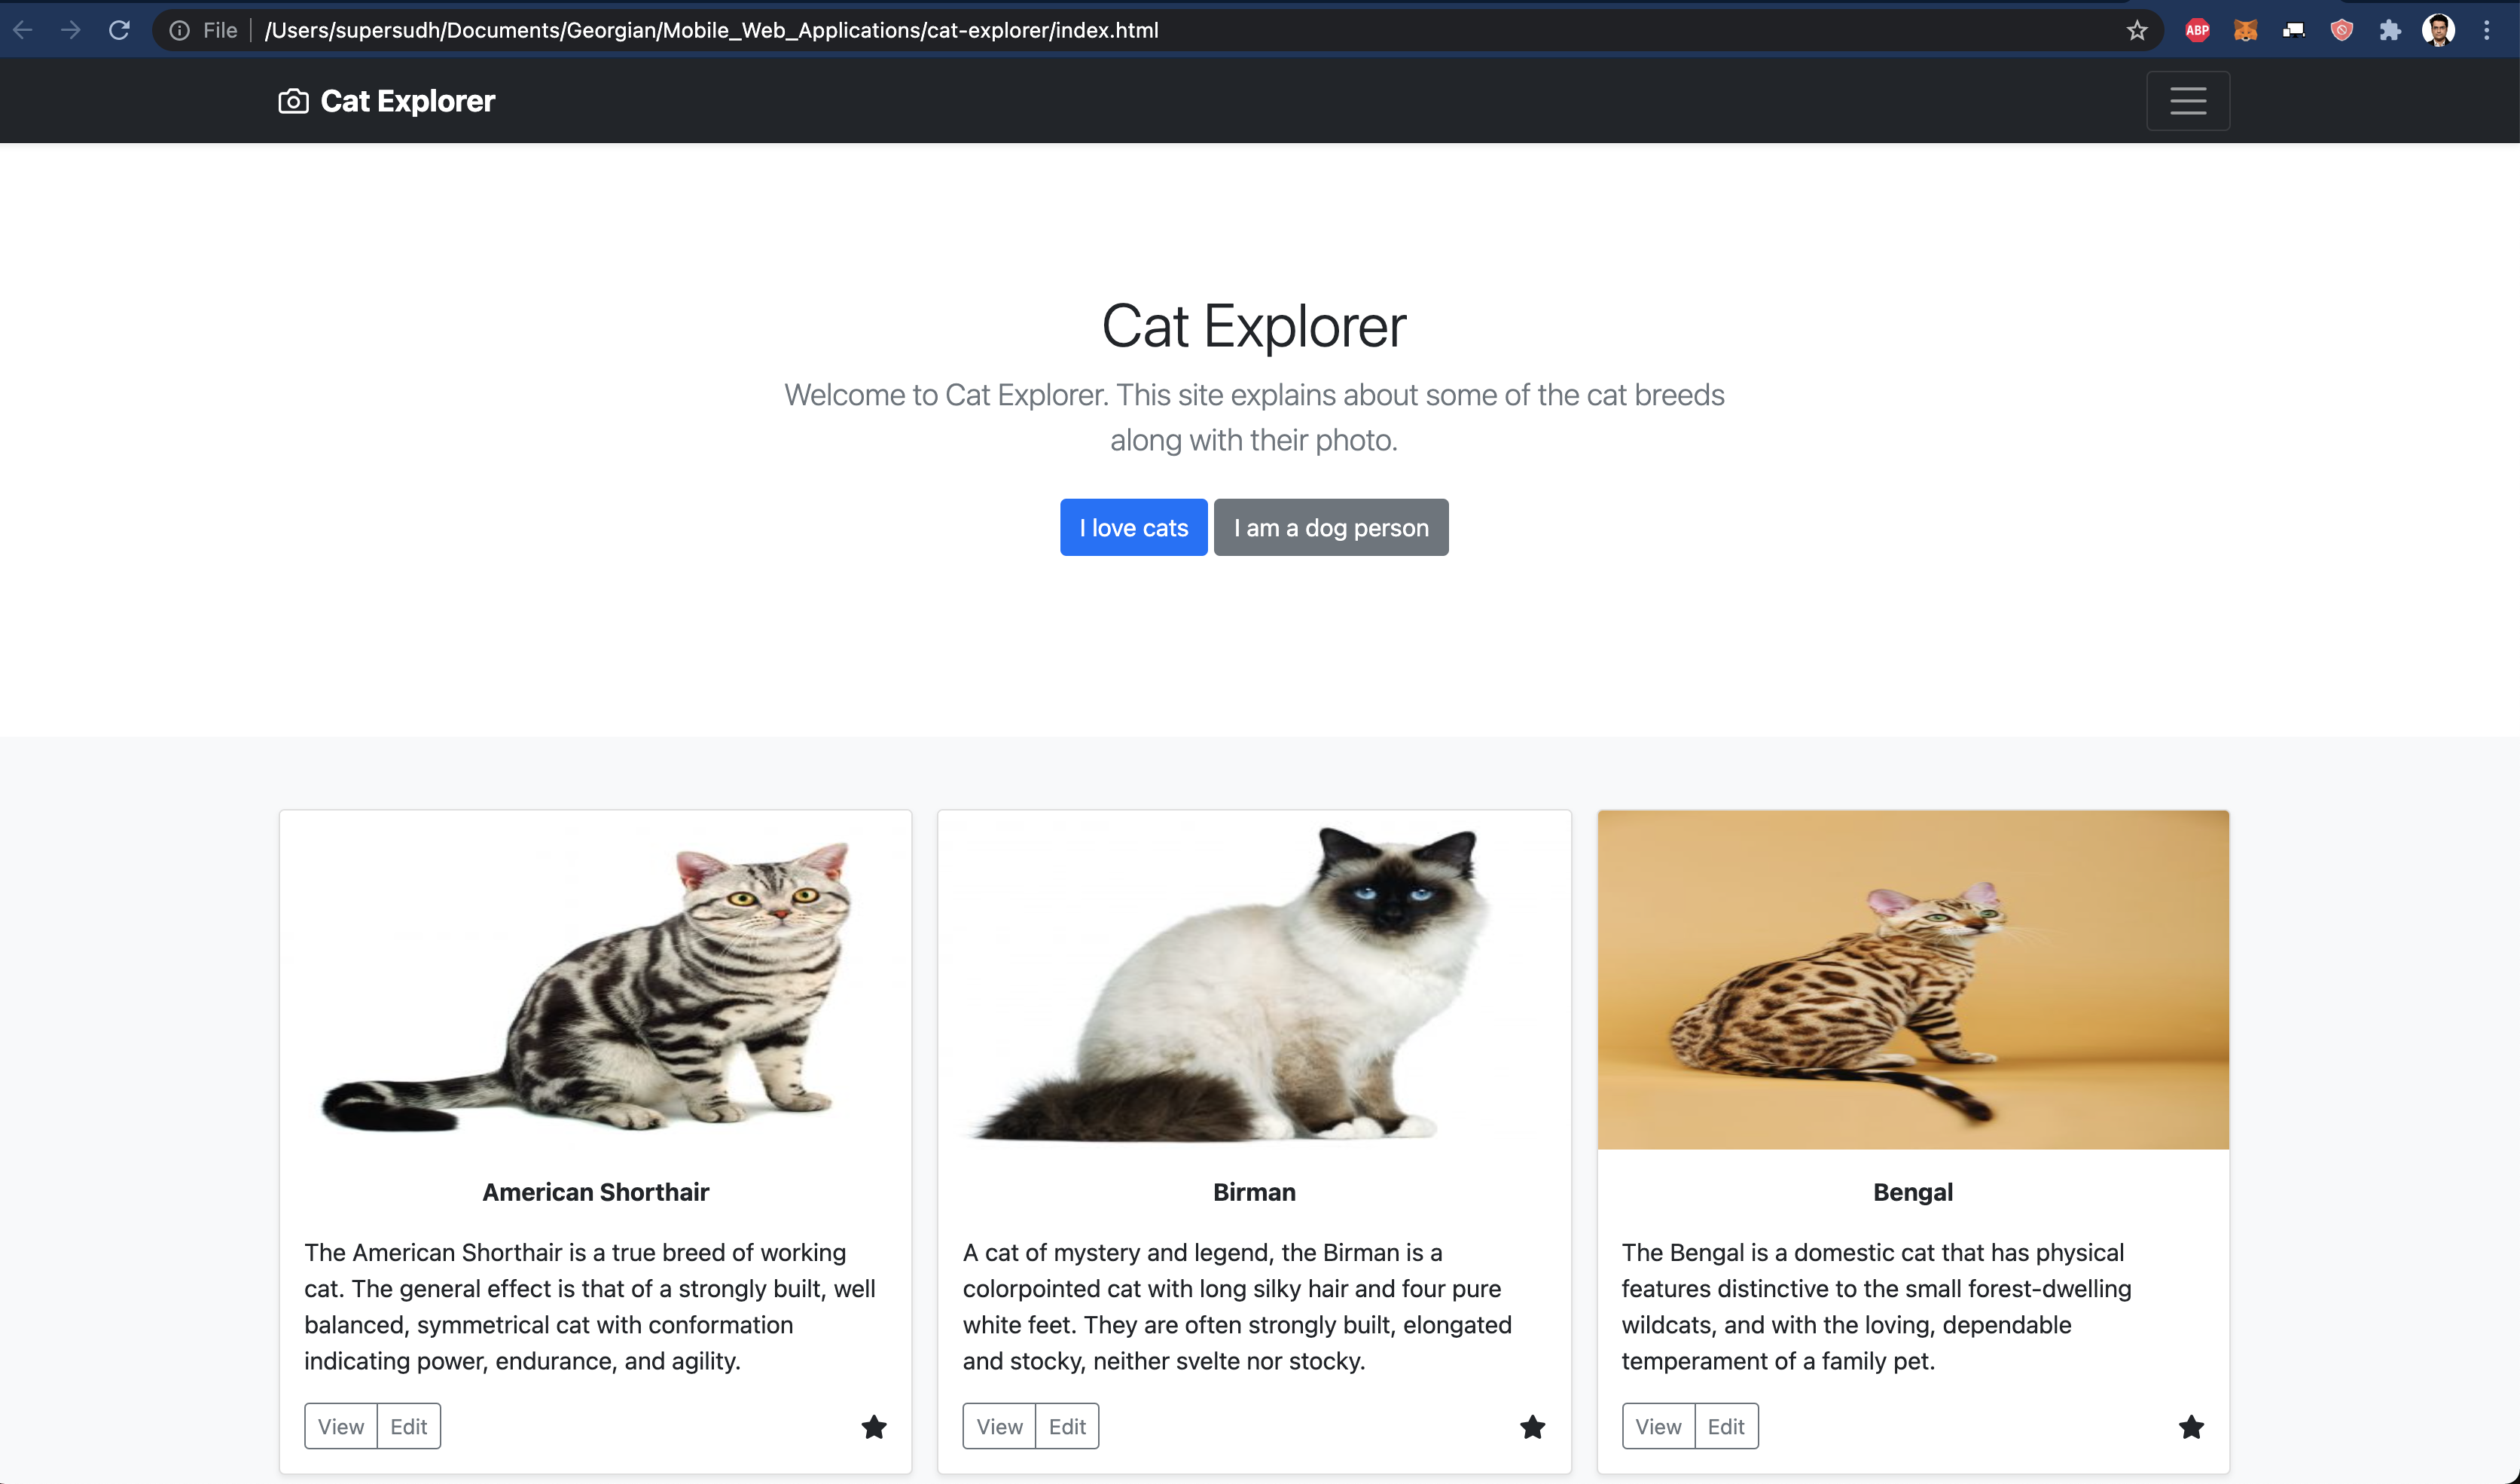 File | /Users/supersudh/Documents/Georgian/Mobile_Web_Applications/cat-explorer/index.html
ABP
Cat Explorer
Cat Explorer
Welcome to Cat Explorer. This site explains about some of the cat breeds
along with their photo.
I love cats
I am a dog person
American Shorthair
The American Shorthair is a true breed of working
cat. The general effect is that of a strongly built, well
balanced, symmetrical cat with conformation
indicating power, endurance, and agility.
View
Edit
Birman
A cat of mystery and legend, the Birman is a
colorpointed cat with long silky hair and four pure
white feet. They are often strongly built, elongated
and stocky, neither svelte nor stocky.
View
Edit
Bengal
The Bengal is a domestic cat that has physical
features distinctive to the small forest-dwelling
wildcats, and with the loving, dependable
temperament of a family pet.
View
Edit